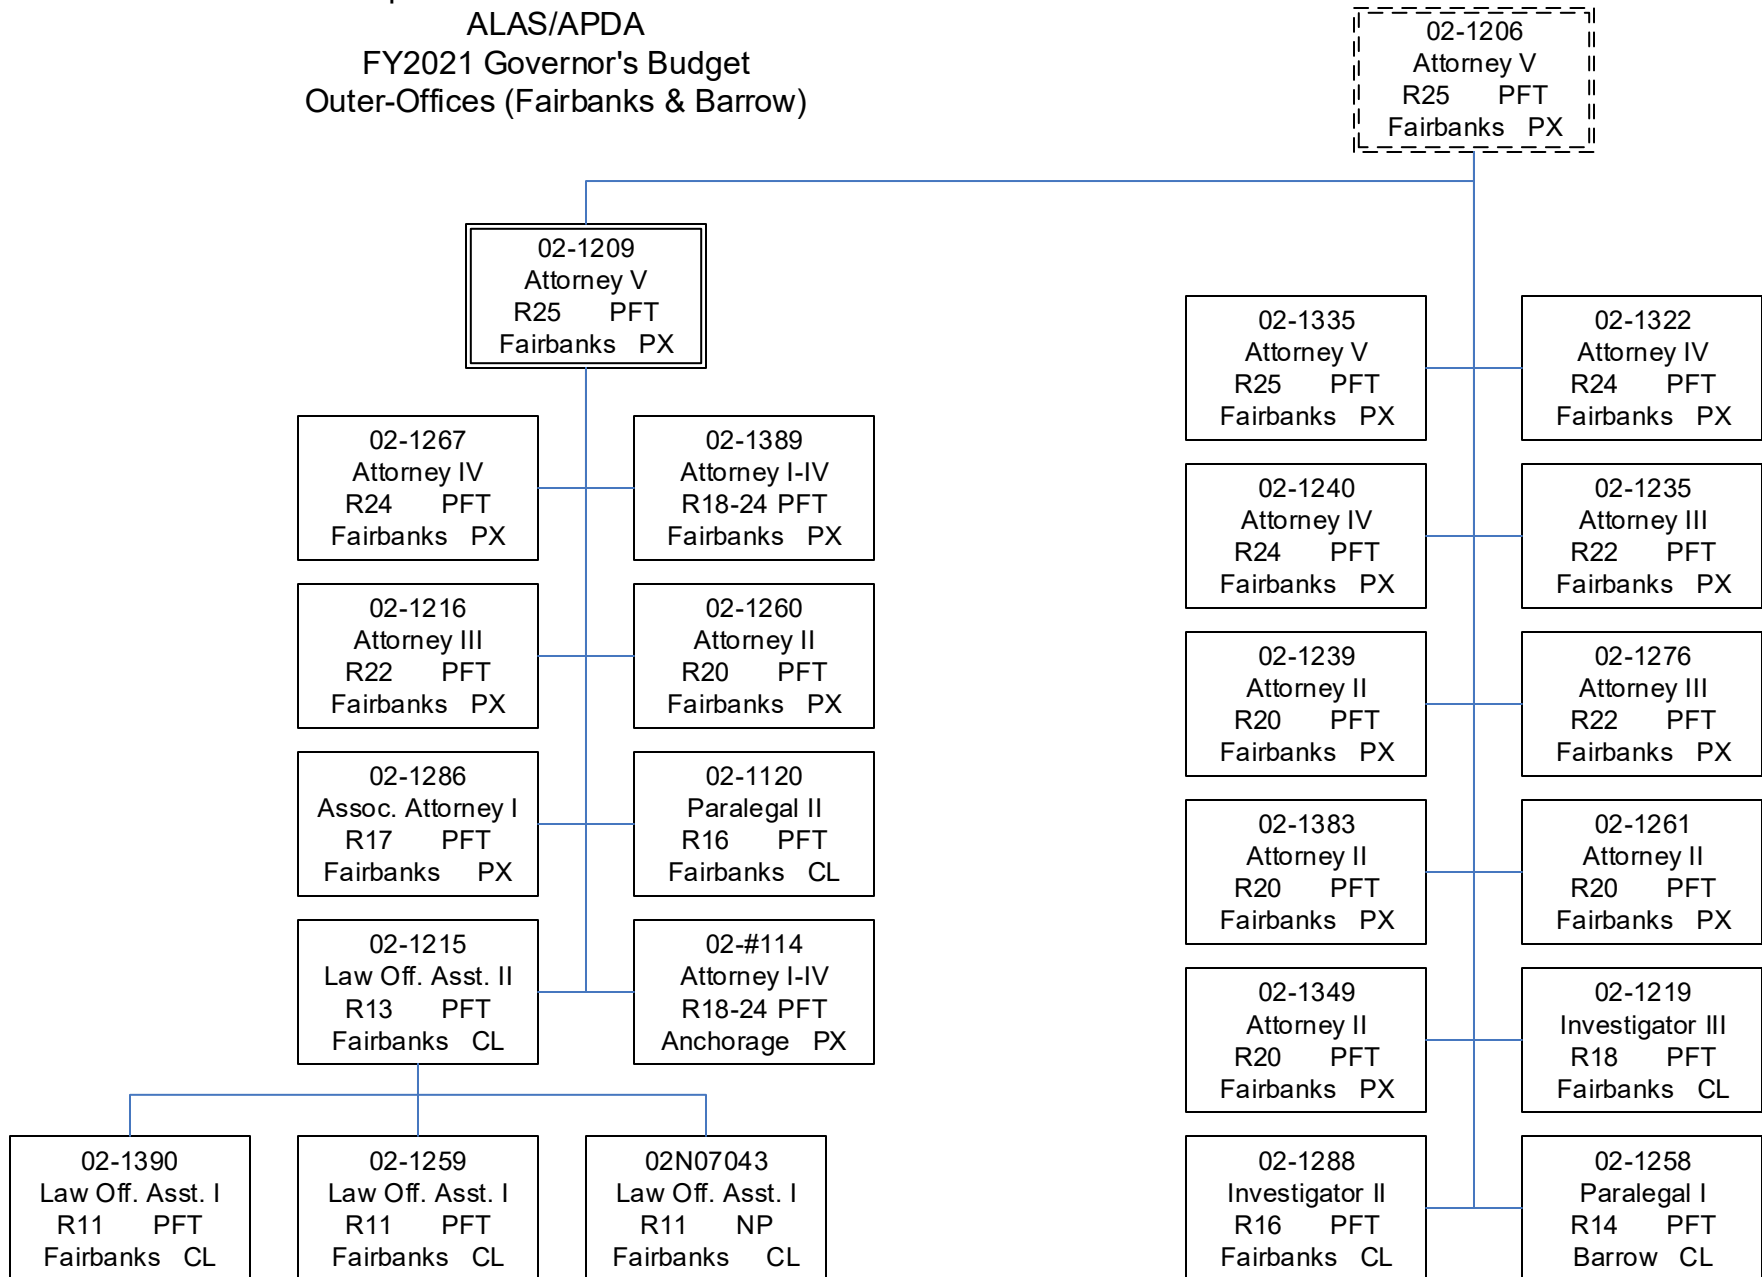 ALAS/APDA
FY2021 Governor's Budget
Outer-Offices (Fairbanks & Barrow)
02-1206
Attorney V
R25 PFT
Fairbanks PX
02-1209
Attorney V
R25 PFT
Fairbanks PX
02-1267
Attorney IV
R24 PFT
Fairbanks PX
02-1389
Attorney I-IV
R18-24 PFT
Fairbanks PX
02-1216
Attorney III
R22 PFT
Fairbanks PX
02-1260
Attorney II
R20 PFT
Fairbanks PX
02-1286
Assoc. Attorney I
R17 PFT
Fairbanks PX
02-1120
Paralegal II
R16 PFT
Fairbanks CL
02-1215
Law Off. Asst. II
R13 PFT
Fairbanks CL
02-#114
Attorney I-IV
R18-24 PFT
Anchorage PX
02-1390
Law Off. Asst. I
R11 PFT
Fairbanks CL
02-1259
Law Off. Asst. I
R11 PFT
Fairbanks CL
02N07043
Law Off. Asst. I
R11 NP
Fairbanks CL
02-1335
Attorney V
R25 PFT
Fairbanks PX
02-1322
Attorney IV
R24 PFT
Fairbanks PX
02-1240
Attorney IV
R24 PFT
Fairbanks PX
02-1235
Attorney III
R22 PFT
Fairbanks PX
02-1239
Attorney II
R20 PFT
Fairbanks PX
02-1276
Attorney III
R22 PFT
Fairbanks PX
02-1383
Attorney II
R20 PFT
Fairbanks PX
02-1261
Attorney II
R20 PFT
Fairbanks PX
02-1349
Attorney II
R20 PFT
Fairbanks PX
02-1219
Investigator III
R18 PFT
Fairbanks CL
02-1288
Investigator II
R16 PFT
Fairbanks CL
02-1258
Paralegal I
R14 PFT
Barrow CL